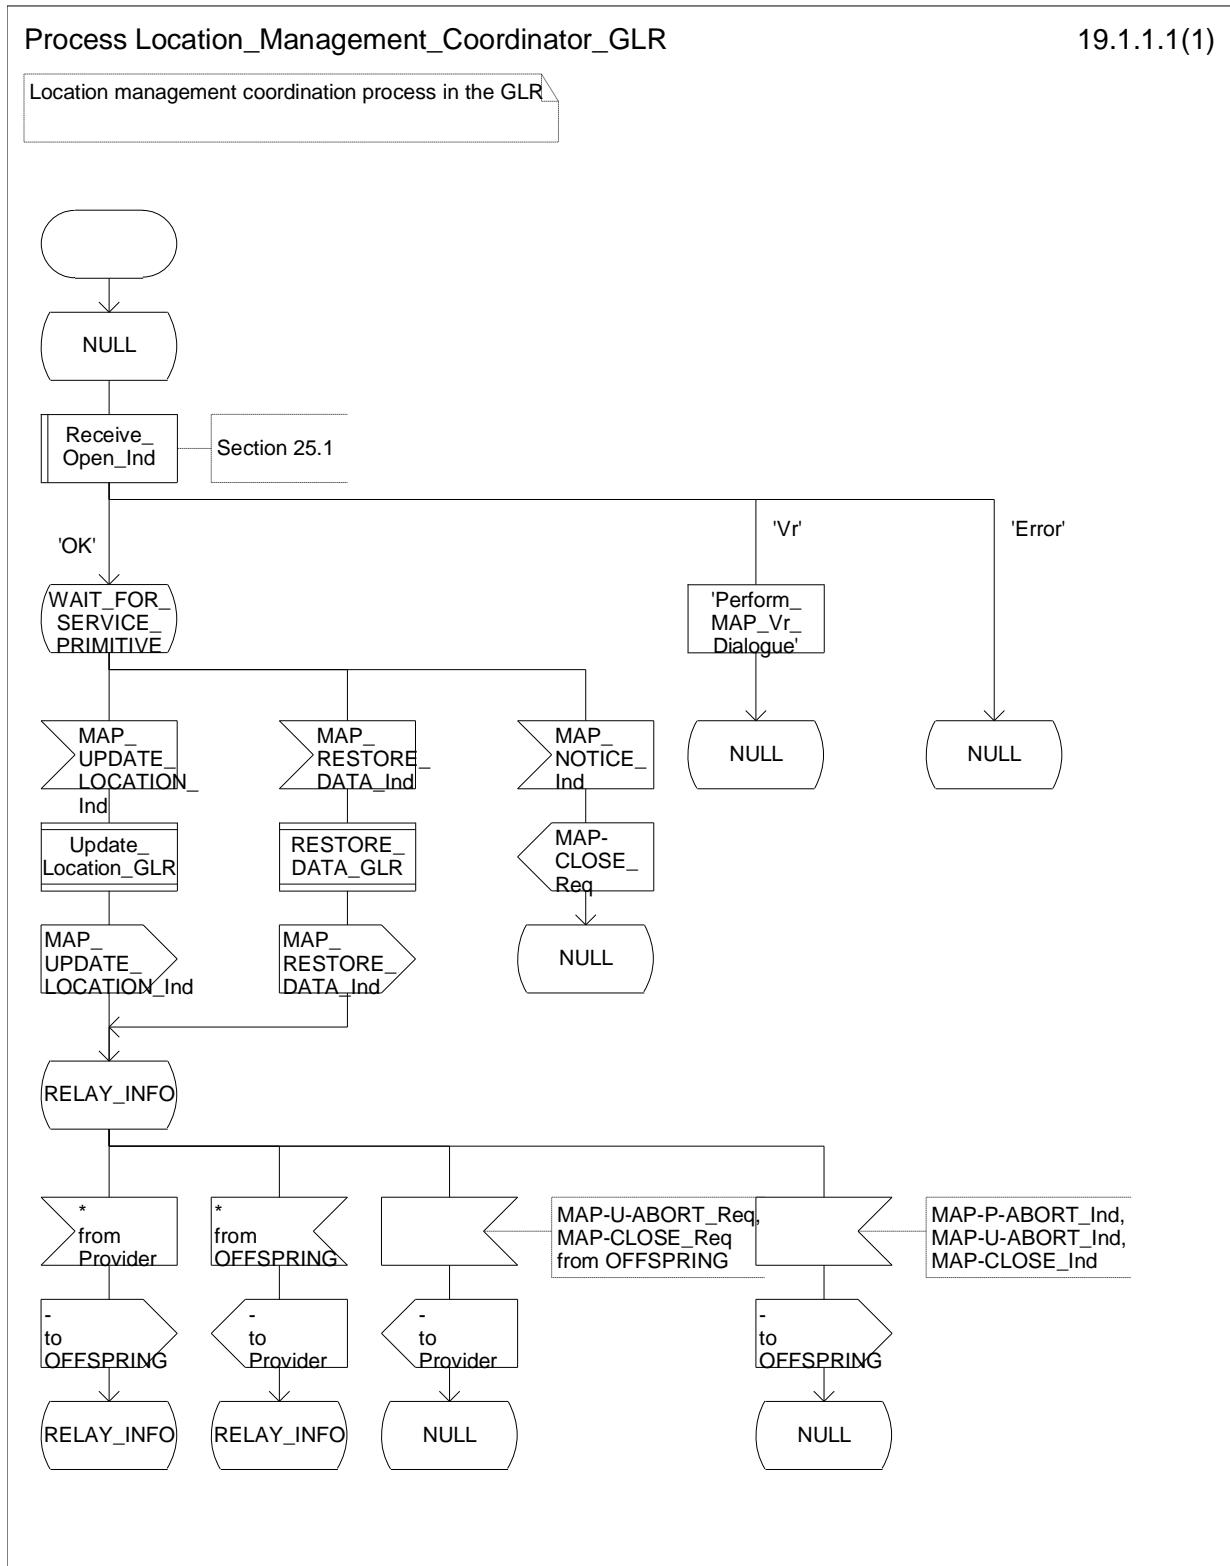 Process Location_Management_Coordinator_GLR
19.1.1.1(1)
Location management coordination process in the GLR
NULL
Receive_
Open_Ind
Section 25.1
'OK'
'Vr'
'Error'
WAIT_FOR_
SERVICE_
PRIMITIVE
'Perform_
MAP_Vr_
Dialogue'
MAP_
UPDATE_
LOCATION_
Ind
MAP_
RESTORE_
DATA_Ind
MAP_
NOTICE_
Ind
NULL
NULL
Update_
Location_GLR
RESTORE_
DATA_GLR
MAP-
CLOSE_
Req
MAP_
UPDATE_
LOCATION_Ind
MAP_
RESTORE_
DATA_Ind
NULL
RELAY_INFO
*
from
Provider
*
from
OFFSPRING
MAP-U-ABORT_Req,
MAP-CLOSE_Req
from OFFSPRING
MAP-P-ABORT_Ind,
MAP-U-ABORT_Ind,
MAP-CLOSE_Ind
-
to
OFFSPRING
-
to
Provider
-
to
Provider
-
to
OFFSPRING
RELAY_INFO
RELAY_INFO
NULL
NULL